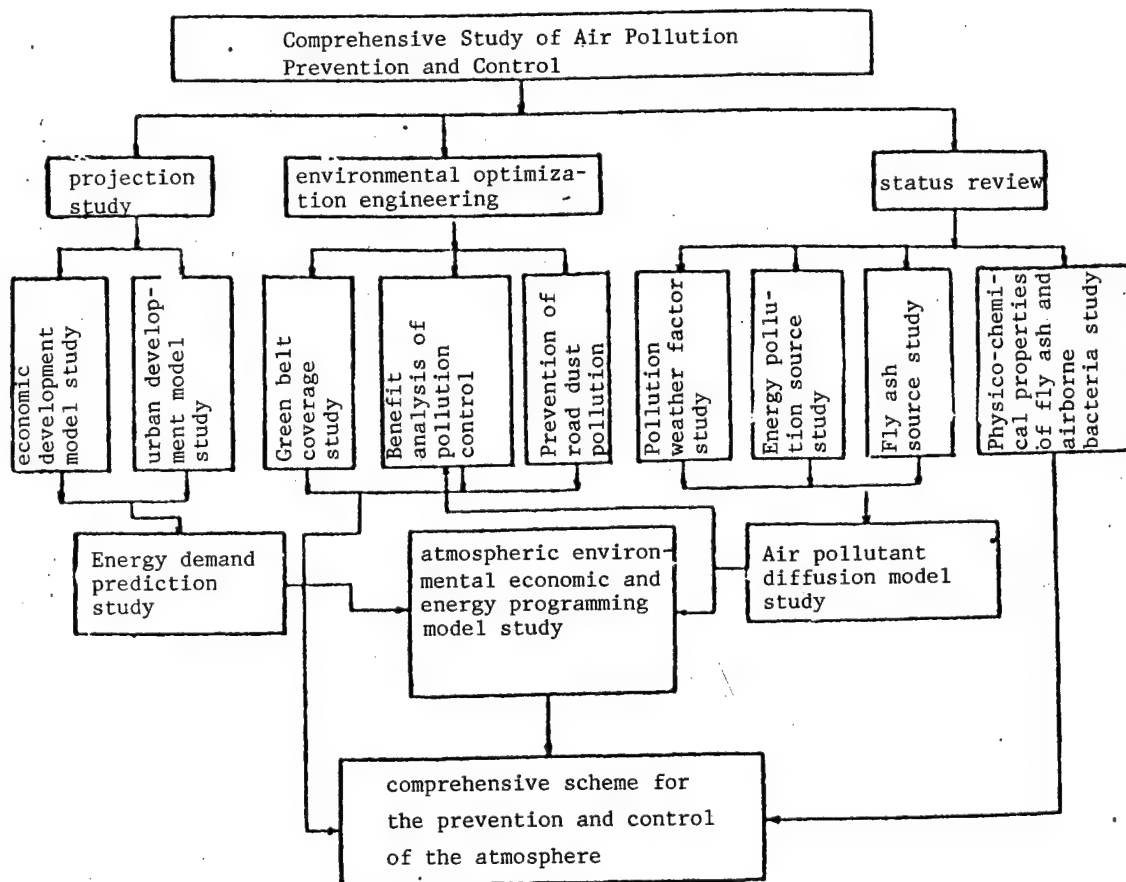 Comprehensive Study of Air Pollution
Prevention and Control
projection
study
environmental optimiza-
tion engineering
status review
economic
development
model study
urban develop-
ment model
study
Green belt
coverage
study
Benefit
analysis of
pollution
control
Prevention of
road dust
pollution
Pollution
weather factor
study
Energy pollu-
tion source
study
Fly ash
source study
Physico-chemi-
cal properties
of fly ash and
airborne
bacteria study
Energy demand
prediction
study
atmospheric environ-
mental economic and
energy programming
model study
Air pollutant
diffusion model
study
comprehensive scheme for
the prevention and control
of the atmosphere